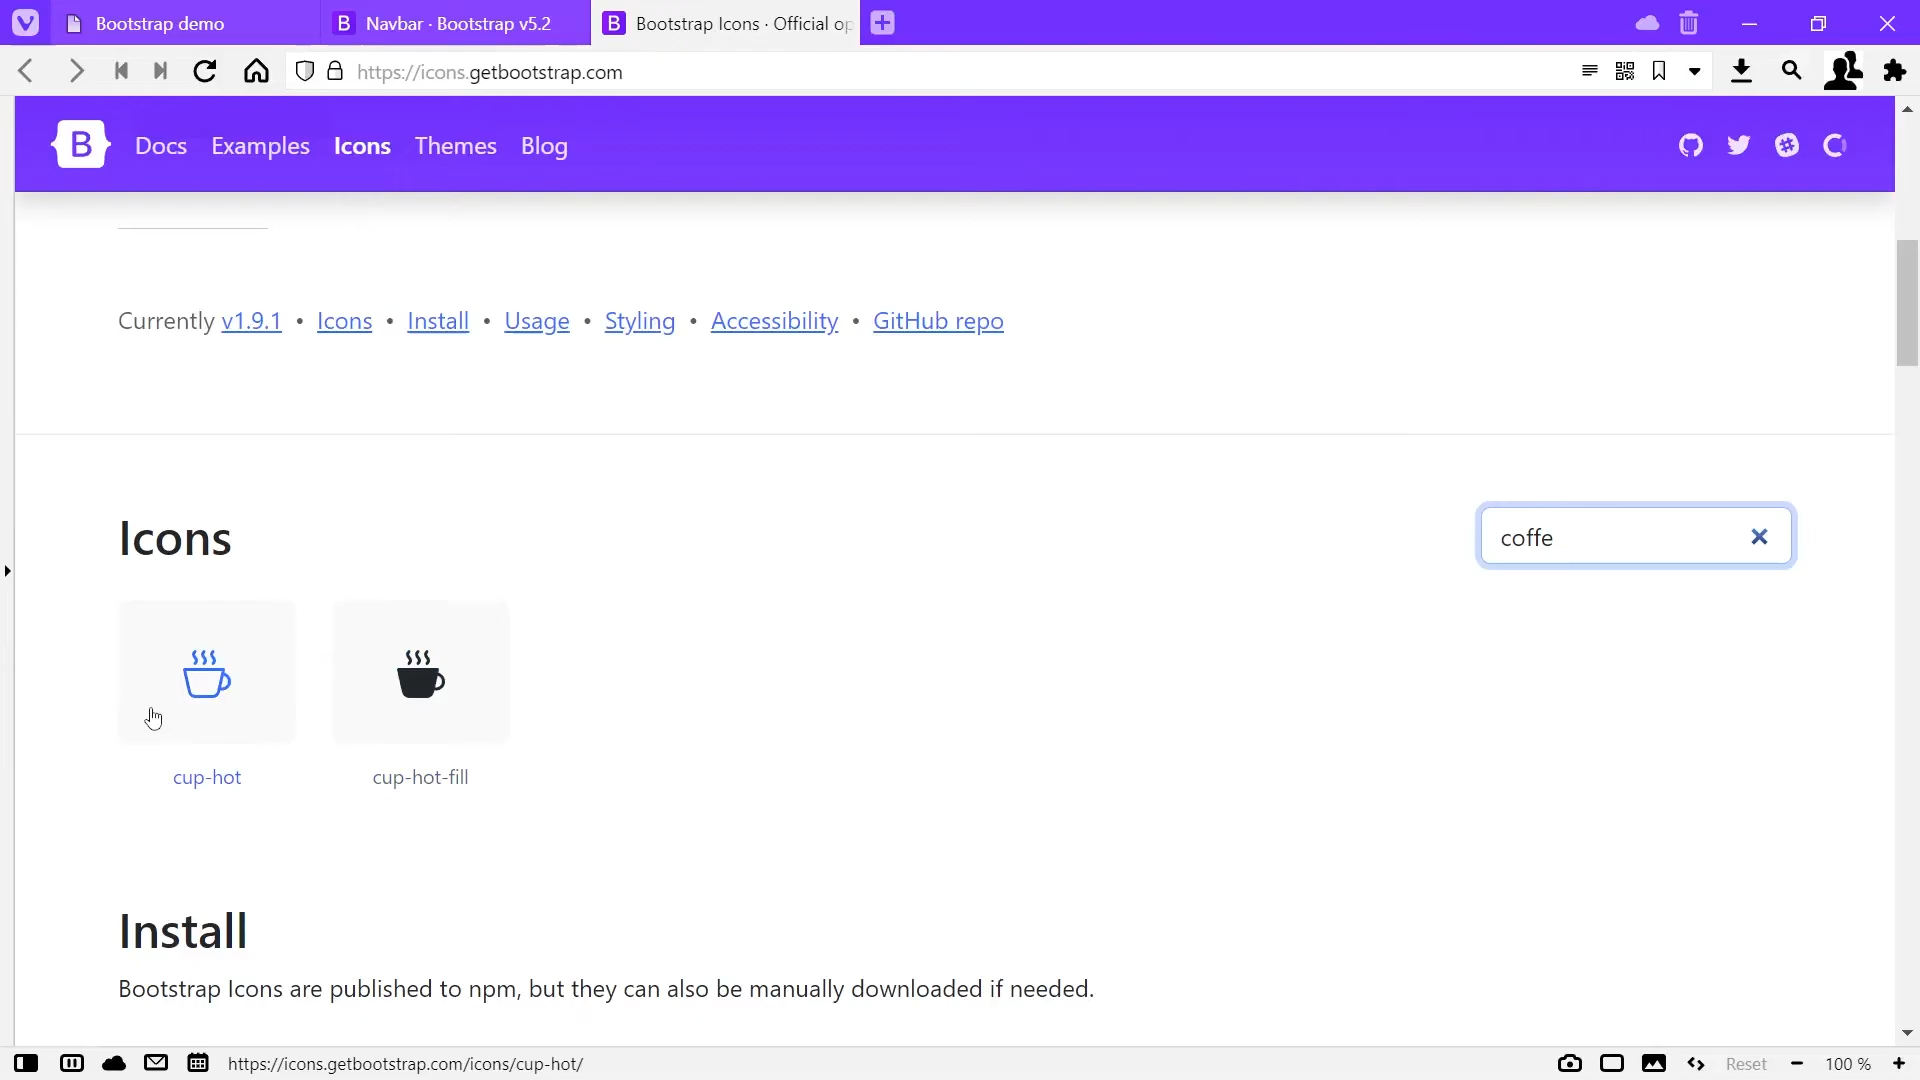 Bootstrap demo
B Navbar · Bootstrap v5.2
B Bootstrap Icons · Official op
https://icons.getbootstrap.com
B Docs Examples Icons Themes Blog
Currently v1.9.1 • Icons • Install • Usage • Styling • Accessibility • GitHub repo
Icons
coffe
cup-hot
cup-hot-fill
Install
Bootstrap Icons are published to npm, but they can also be manually downloaded if needed.
https://icons.getbootstrap.com/icons/cup-hot/
Reset
100 %